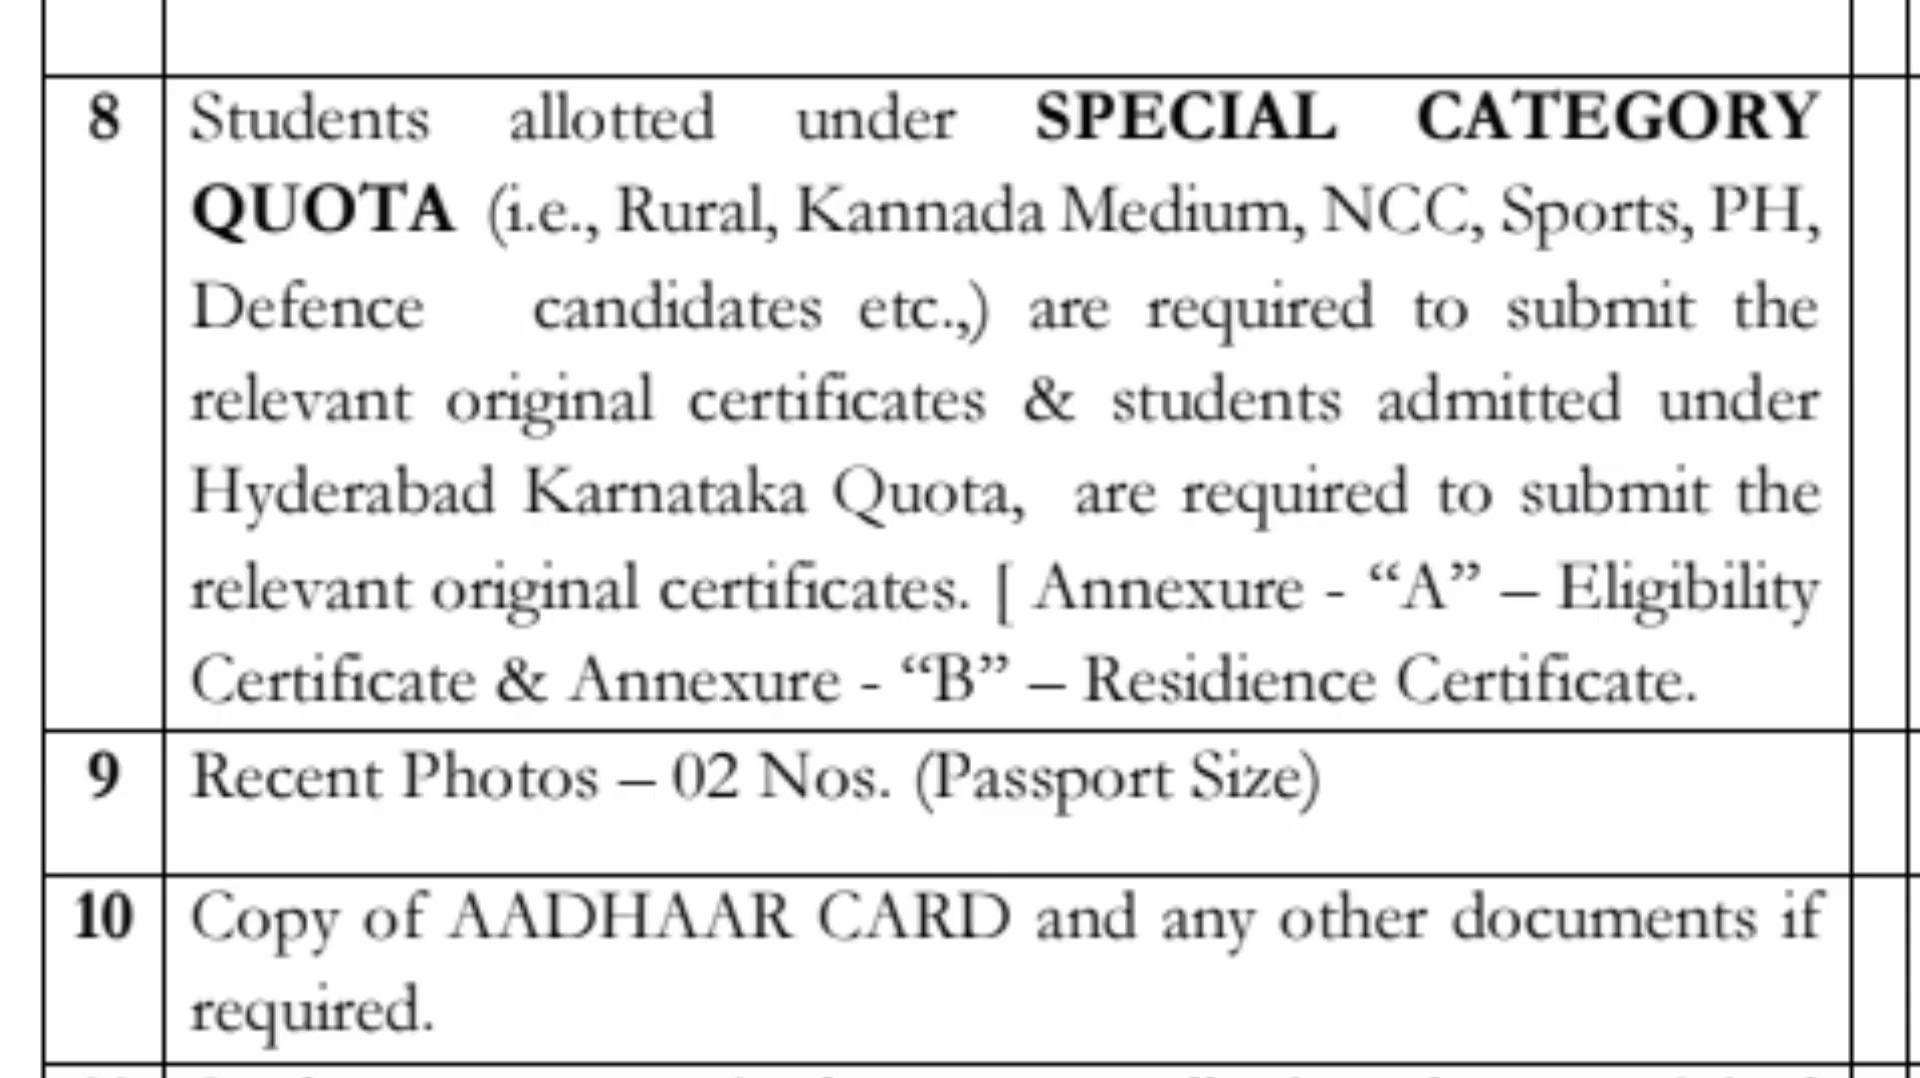 8 Students allotted under SPECIAL CATEGORY
QUOTA (i.e., Rural, Kannada Medium, NCC, Sports, PH,
Defence candidates etc.,) are required to submit the
relevant original certificates & students admitted under
Hyderabad Karnataka Quota, are required to submit the
relevant original certificates. [ Annexure - “A” – Eligibility
Certificate & Annexure - “B” – Residience Certificate.
9 Recent Photos – 02 Nos. (Passport Size)
10 Copy of AADHAAR CARD and any other documents if
required.